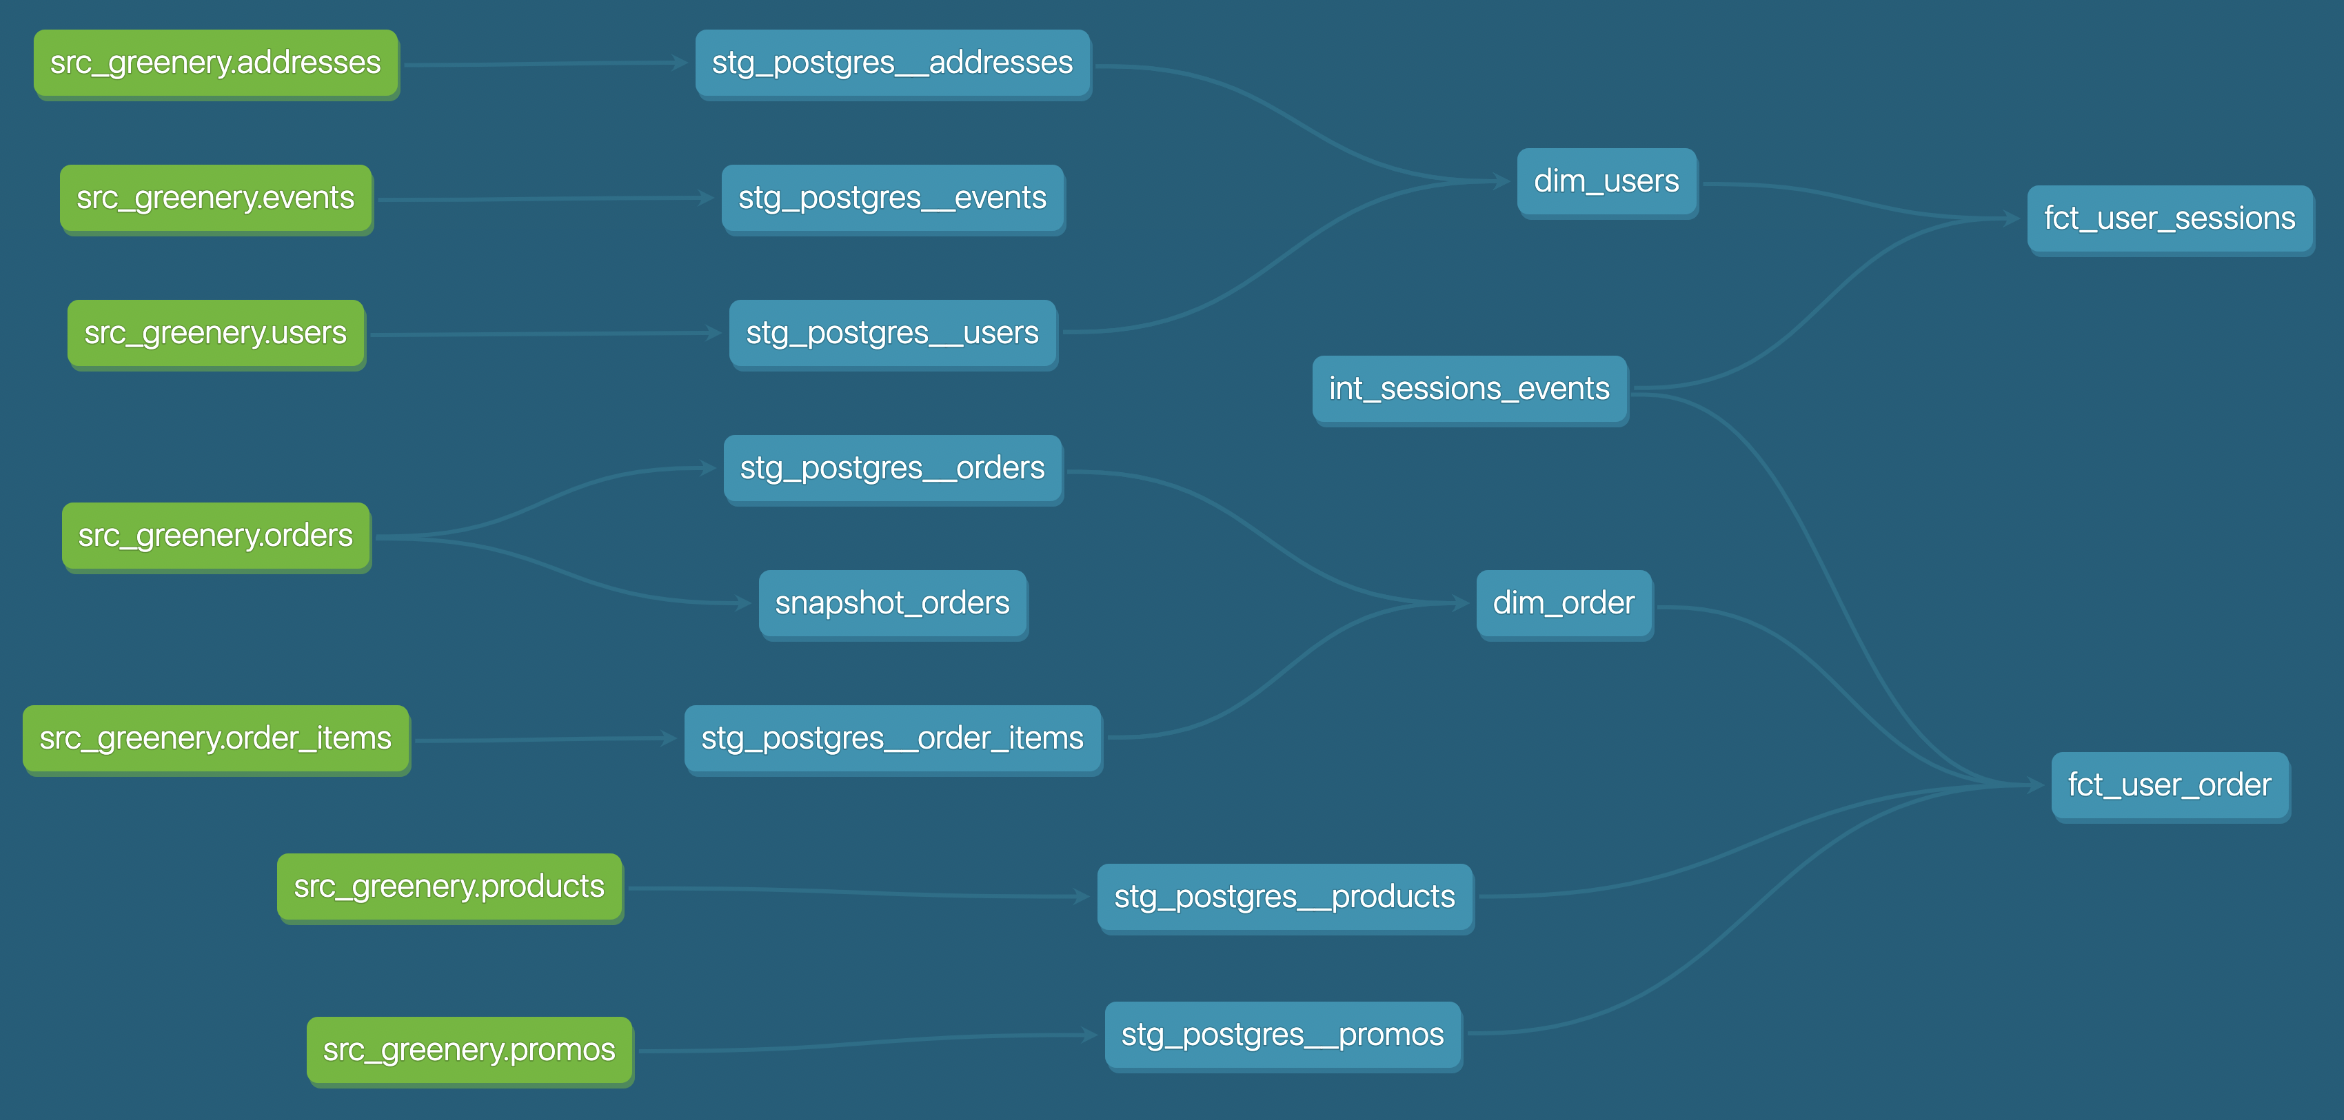 src_greenery.addresses
stg_postgres__addresses
src_greenery.events
stg_postgres__events
dim_users
fct_user_sessions
src_greenery.users
stg_postgres__users
int_sessions_events
stg_postgres__orders
src_greenery.orders
snapshot_orders
dim_order
src_greenery.order_items
stg_postgres__order_items
fct_user_order
src_greenery.products
stg_postgres__products
src_greenery.promos
stg_postgres__promos